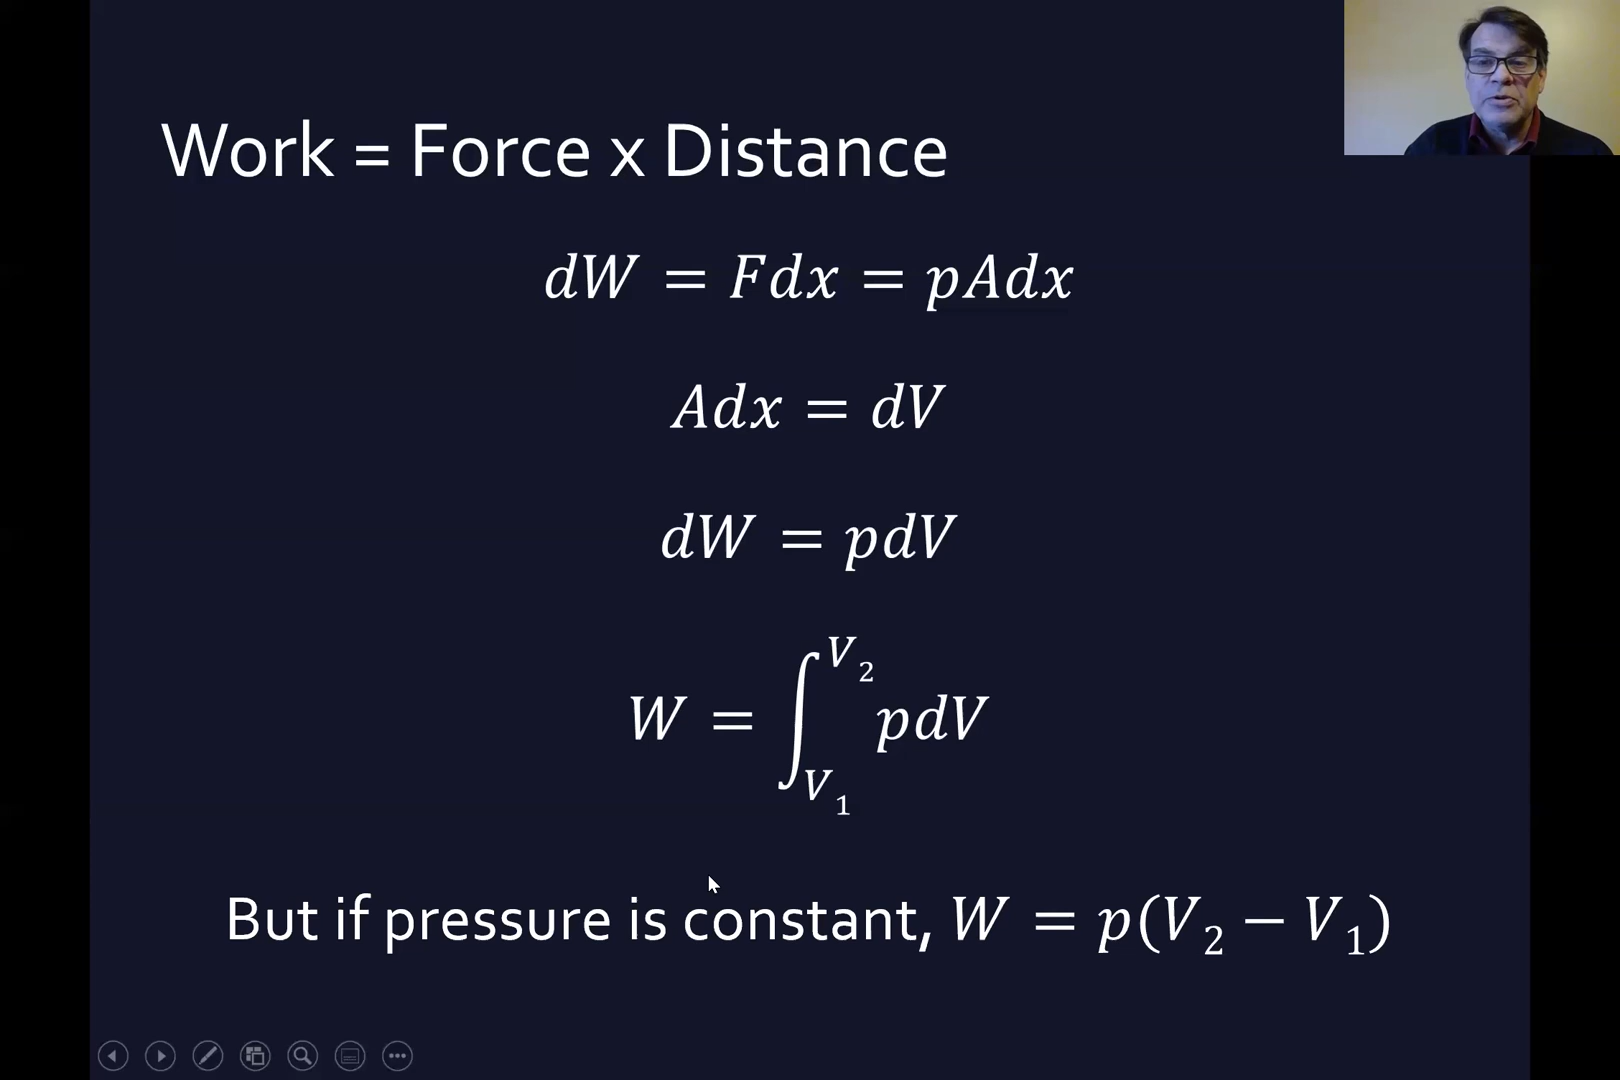 Work = Force x Distance
dW = Fdx = pAdx
Adx = dV
dW = pdV
W = ∫_{V_1}^{V_2} pdV
But if pressure is constant, W = p(V_2 − V_1)